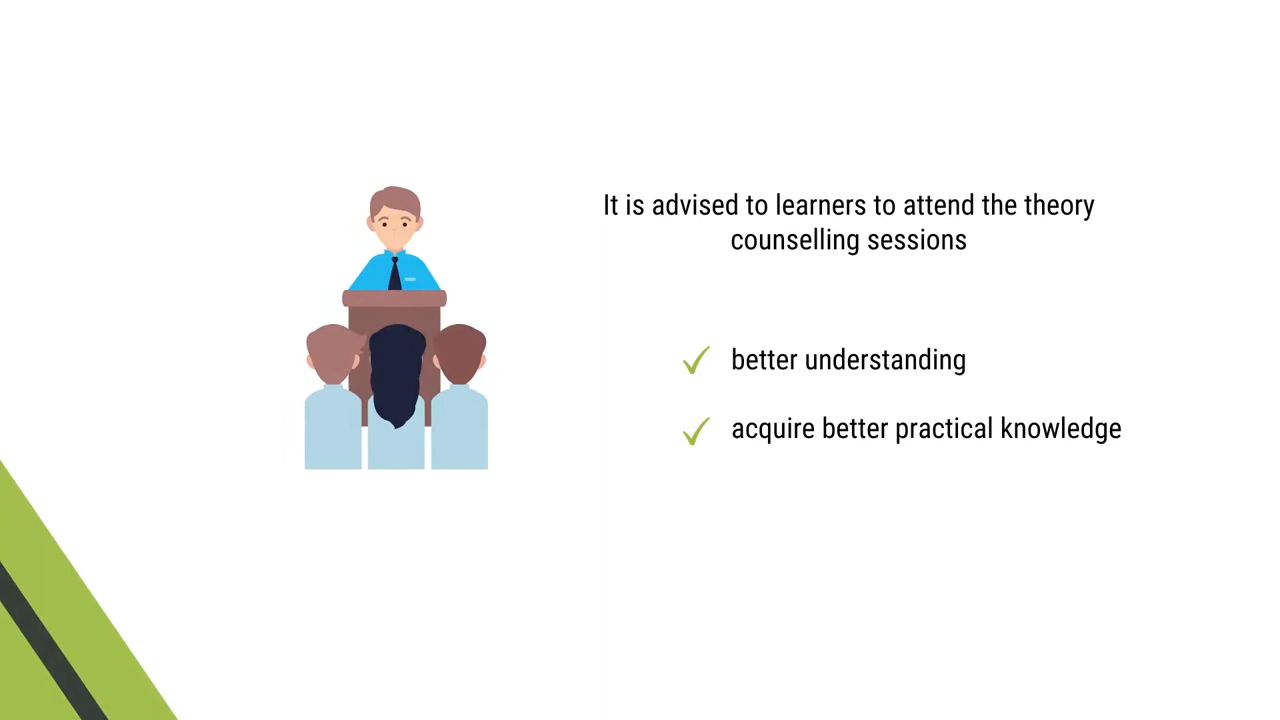 It is advised to learners to attend the theory
counselling sessions
better understanding
acquire better practical knowledge